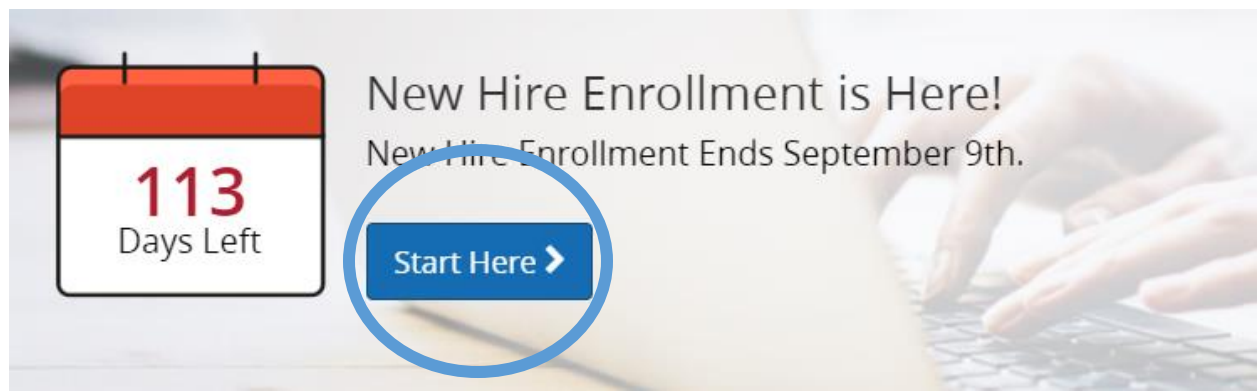 New Hire Enrollment is Here!
New Hire Enrollment Ends September 9th.
113
Days Left
Start Here